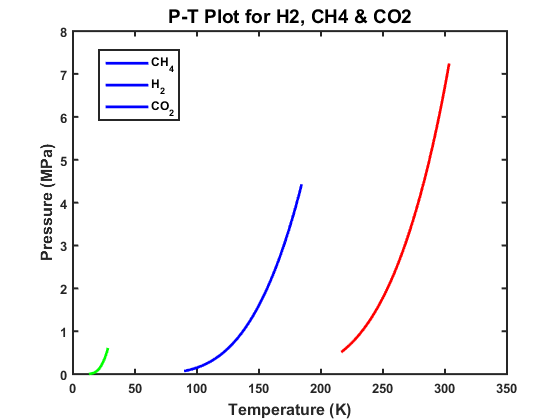 P-T Plot for H2, CH4 & CO2
8
7
6
5
4
3
2
1
0
Pressure (MPa)
CH4
H2
CO2
0 50 100 150 200 250 300 350
Temperature (K)